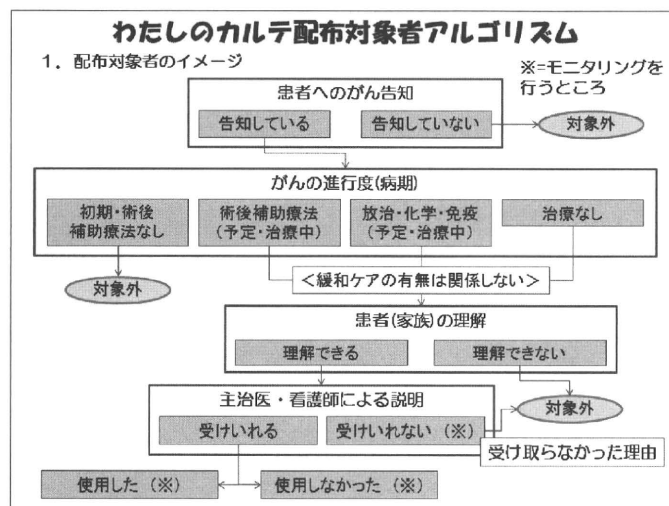 わたしのカルテ配布対象者アルゴリズム
1．配布対象者のイメージ
※=モニタリングを
行うところ
患者へのがん告知
告知している
告知していない
対象外
がんの進行度(病期)
初期・術後
補助療法なし
術後補助療法
(予定・治療中)
放治・化学・免疫
(予定・治療中)
治療なし
対象外
＜緩和ケアの有無は関係しない＞
患者(家族)の理解
理解できる
理解できない
主治医・看護師による説明
受けいれる
受けいれない（※）
対象外
受け取らなかった理由
使用した（※）
使用しなかった（※）